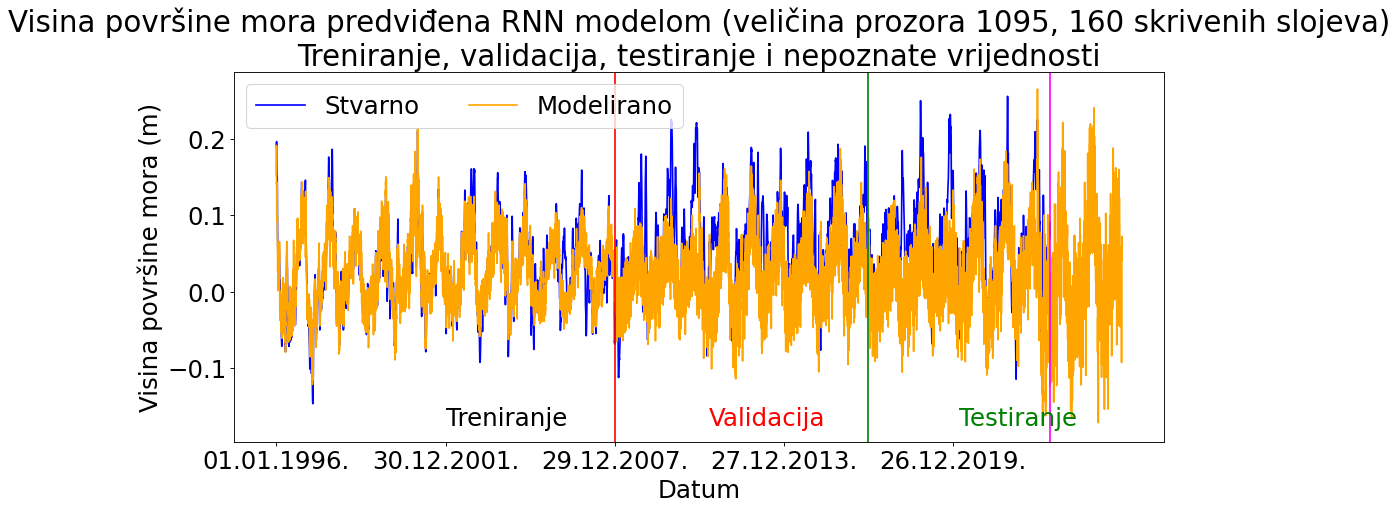 Visina površine mora predviđena RNN modelom (veličina prozora 1095, 160 skrivenih slojeva)
Treniranje, validacija, testiranje i nepoznate vrijednosti
Stvarno
Modelirano
Visina površine mora (m)
0.2
0.1
0.0
−0.1
Treniranje
Validacija
Testiranje
01.01.1996.
30.12.2001.
29.12.2007.
27.12.2013.
26.12.2019.
Datum